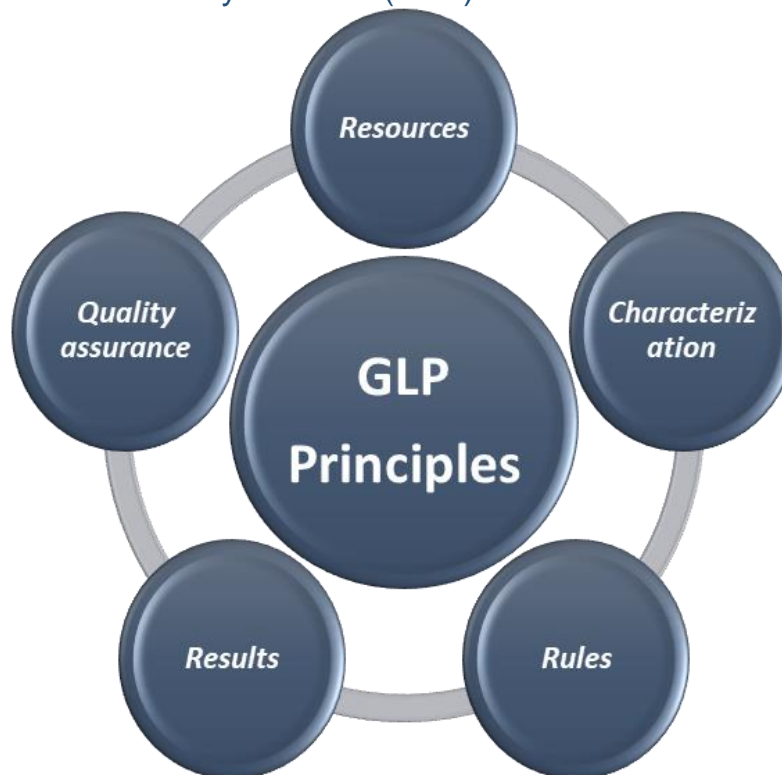 Resources
Quality
assurance
Characteriz
ation
GLP
Principles
Results
Rules